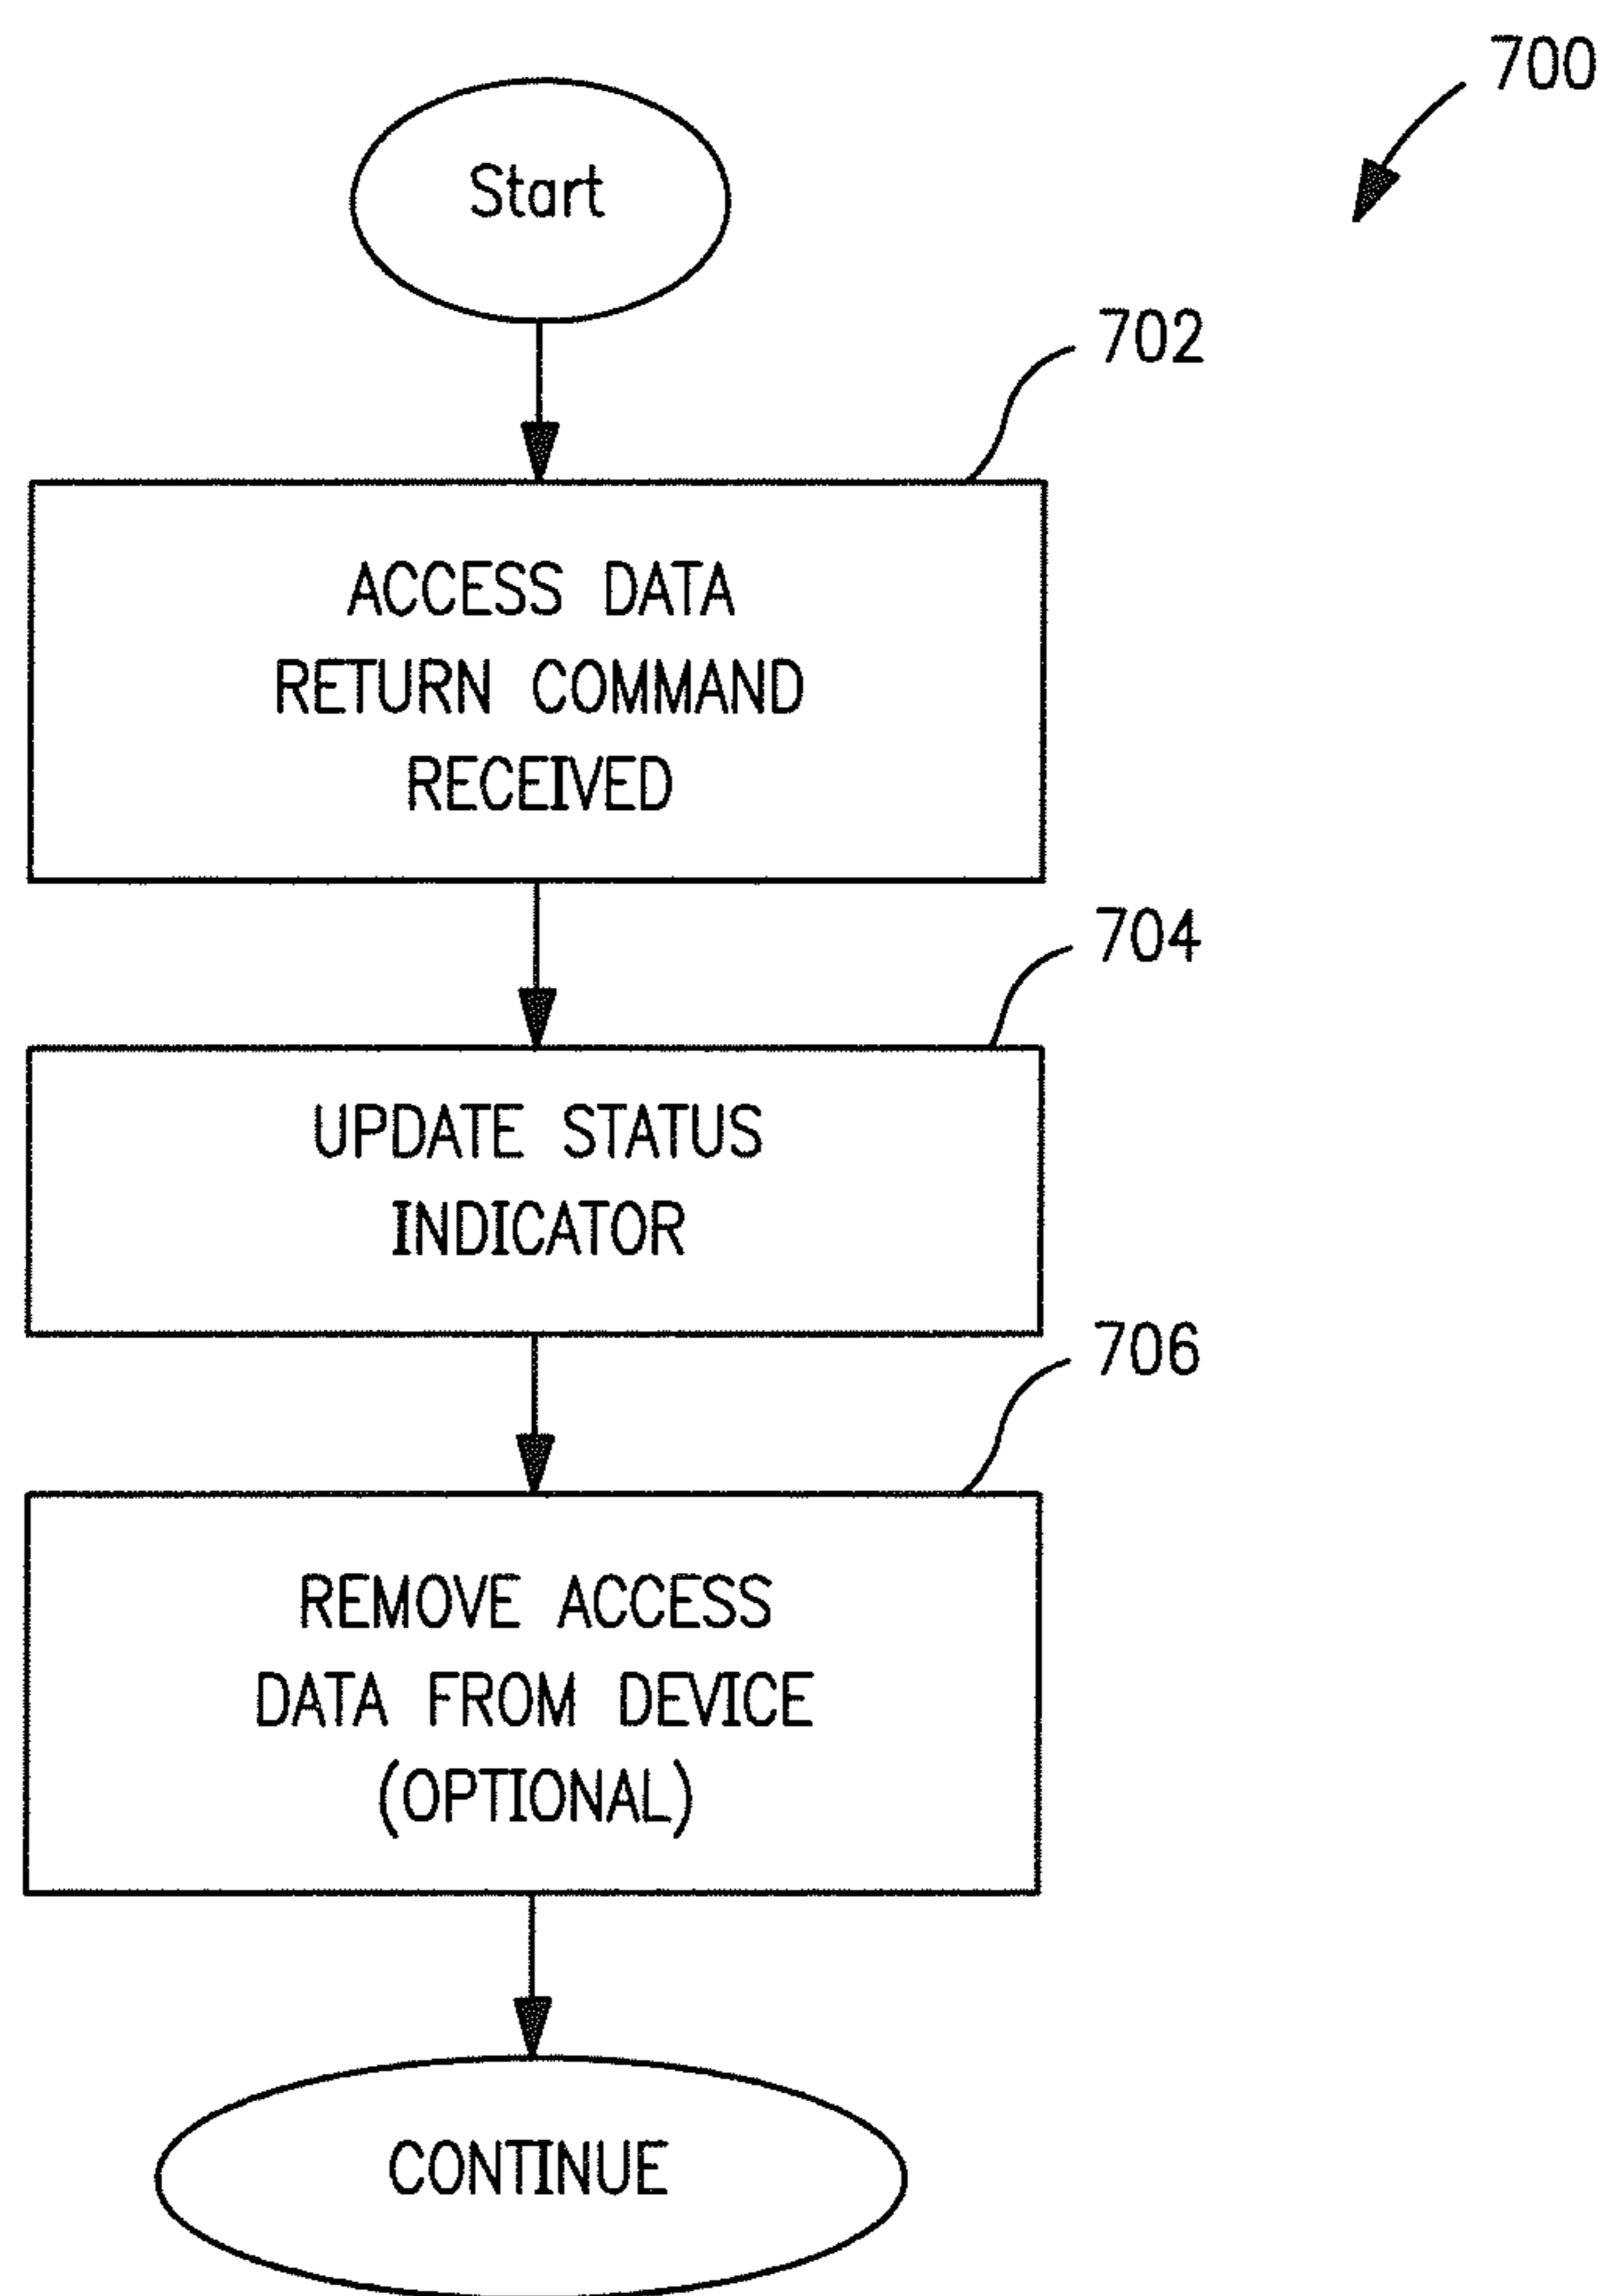 700
Start
702
ACCESS DATA
RETURN COMMAND
RECEIVED
704
UPDATE STATUS
INDICATOR
706
REMOVE ACCESS
DATA FROM DEVICE
(OPTIONAL)
CONTINUE